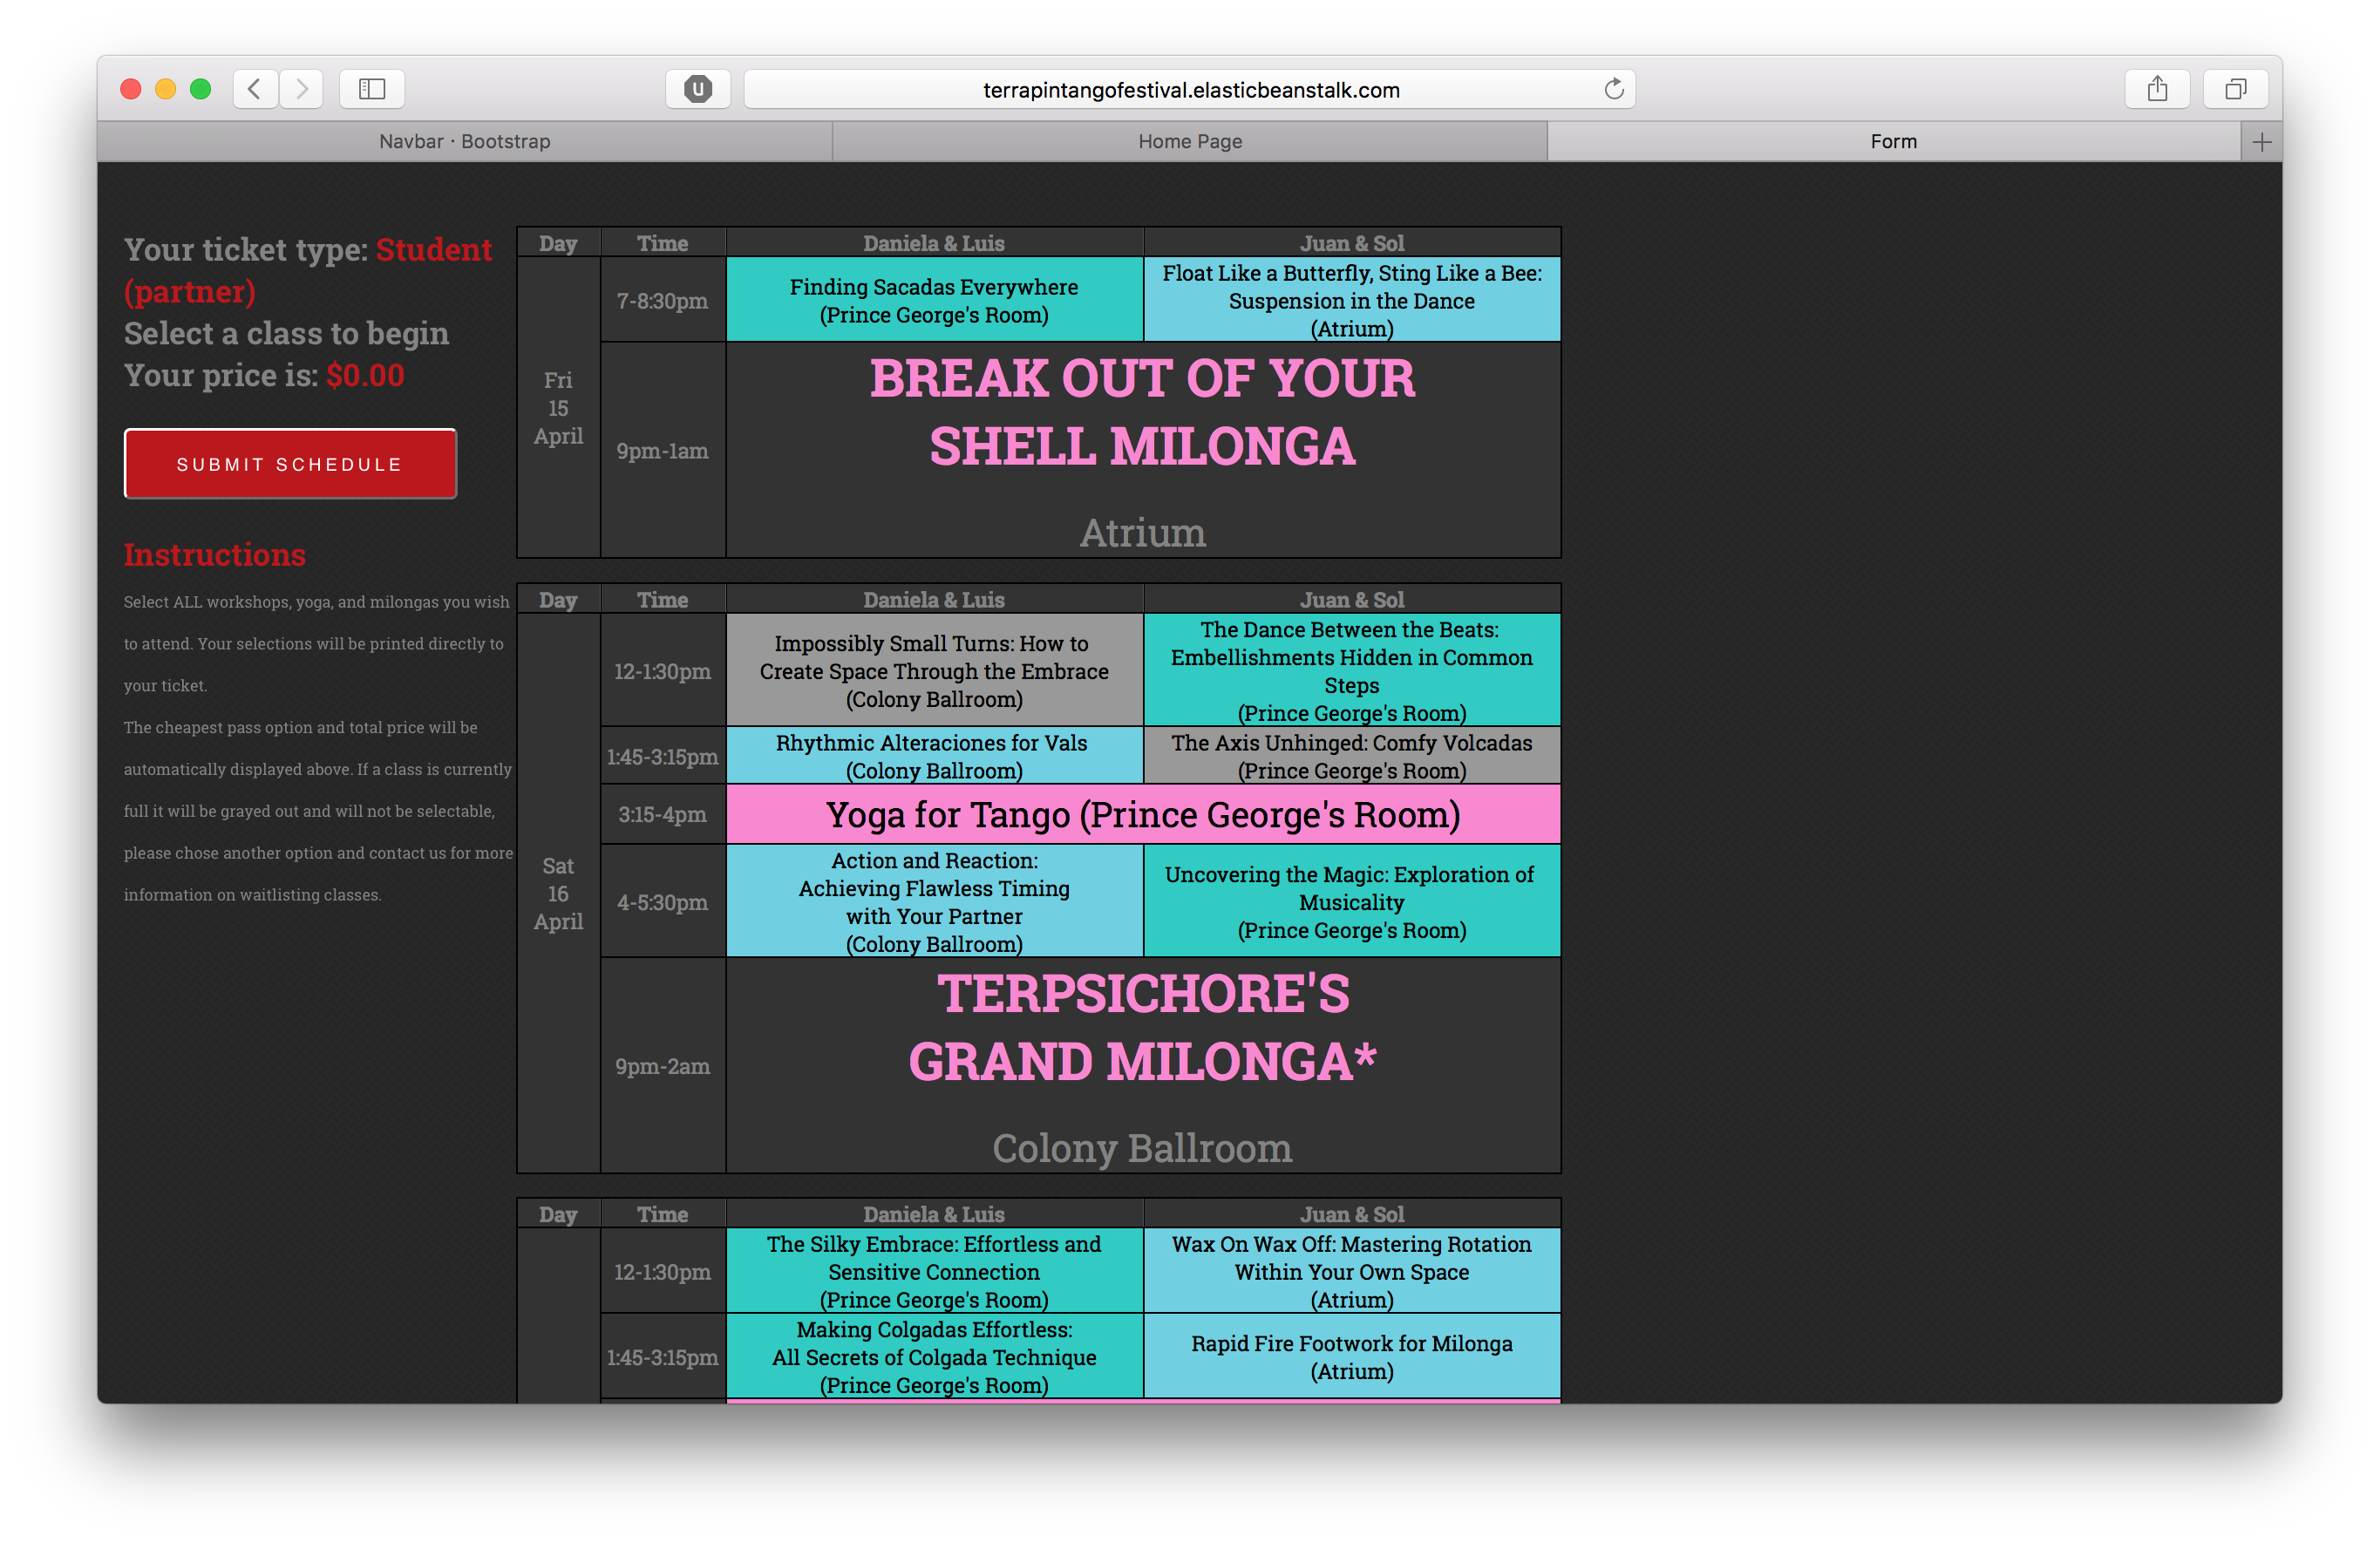 U
terrapintangofestival.elasticbeanstalk.com
Navbar · Bootstrap
Home Page
Form
Your ticket type: Student
(partner)
Select a class to begin
Your price is: $0.00
SUBMIT SCHEDULE
Instructions
Select ALL workshops, yoga, and milongas you wish
to attend. Your selections will be printed directly to
your ticket.
The cheapest pass option and total price will be
automatically displayed above. If a class is currently
full it will be grayed out and will not be selectable,
please chose another option and contact us for more
information on waitlisting classes.
Day
Time
Daniela & Luis
Juan & Sol
Fri
15
April
7-8:30pm
Finding Sacadas Everywhere
(Prince George's Room)
Float Like a Butterfly, Sting Like a Bee:
Suspension in the Dance
(Atrium)
9pm-1am
BREAK OUT OF YOUR
SHELL MILONGA
Atrium
Day
Time
Daniela & Luis
Juan & Sol
Sat
16
April
12-1:30pm
Impossibly Small Turns: How to
Create Space Through the Embrace
(Colony Ballroom)
The Dance Between the Beats:
Embellishments Hidden in Common
Steps
(Prince George's Room)
1:45-3:15pm
Rhythmic Alteraciones for Vals
(Colony Ballroom)
The Axis Unhinged: Comfy Volcadas
(Prince George's Room)
3:15-4pm
Yoga for Tango (Prince George's Room)
4-5:30pm
Action and Reaction:
Achieving Flawless Timing
with Your Partner
(Colony Ballroom)
Uncovering the Magic: Exploration of
Musicality
(Prince George's Room)
9pm-2am
TERPSICHORE'S
GRAND MILONGA*
Colony Ballroom
Day
Time
Daniela & Luis
Juan & Sol
12-1:30pm
The Silky Embrace: Effortless and
Sensitive Connection
(Prince George's Room)
Wax On Wax Off: Mastering Rotation
Within Your Own Space
(Atrium)
1:45-3:15pm
Making Colgadas Effortless:
All Secrets of Colgada Technique
(Prince George's Room)
Rapid Fire Footwork for Milonga
(Atrium)